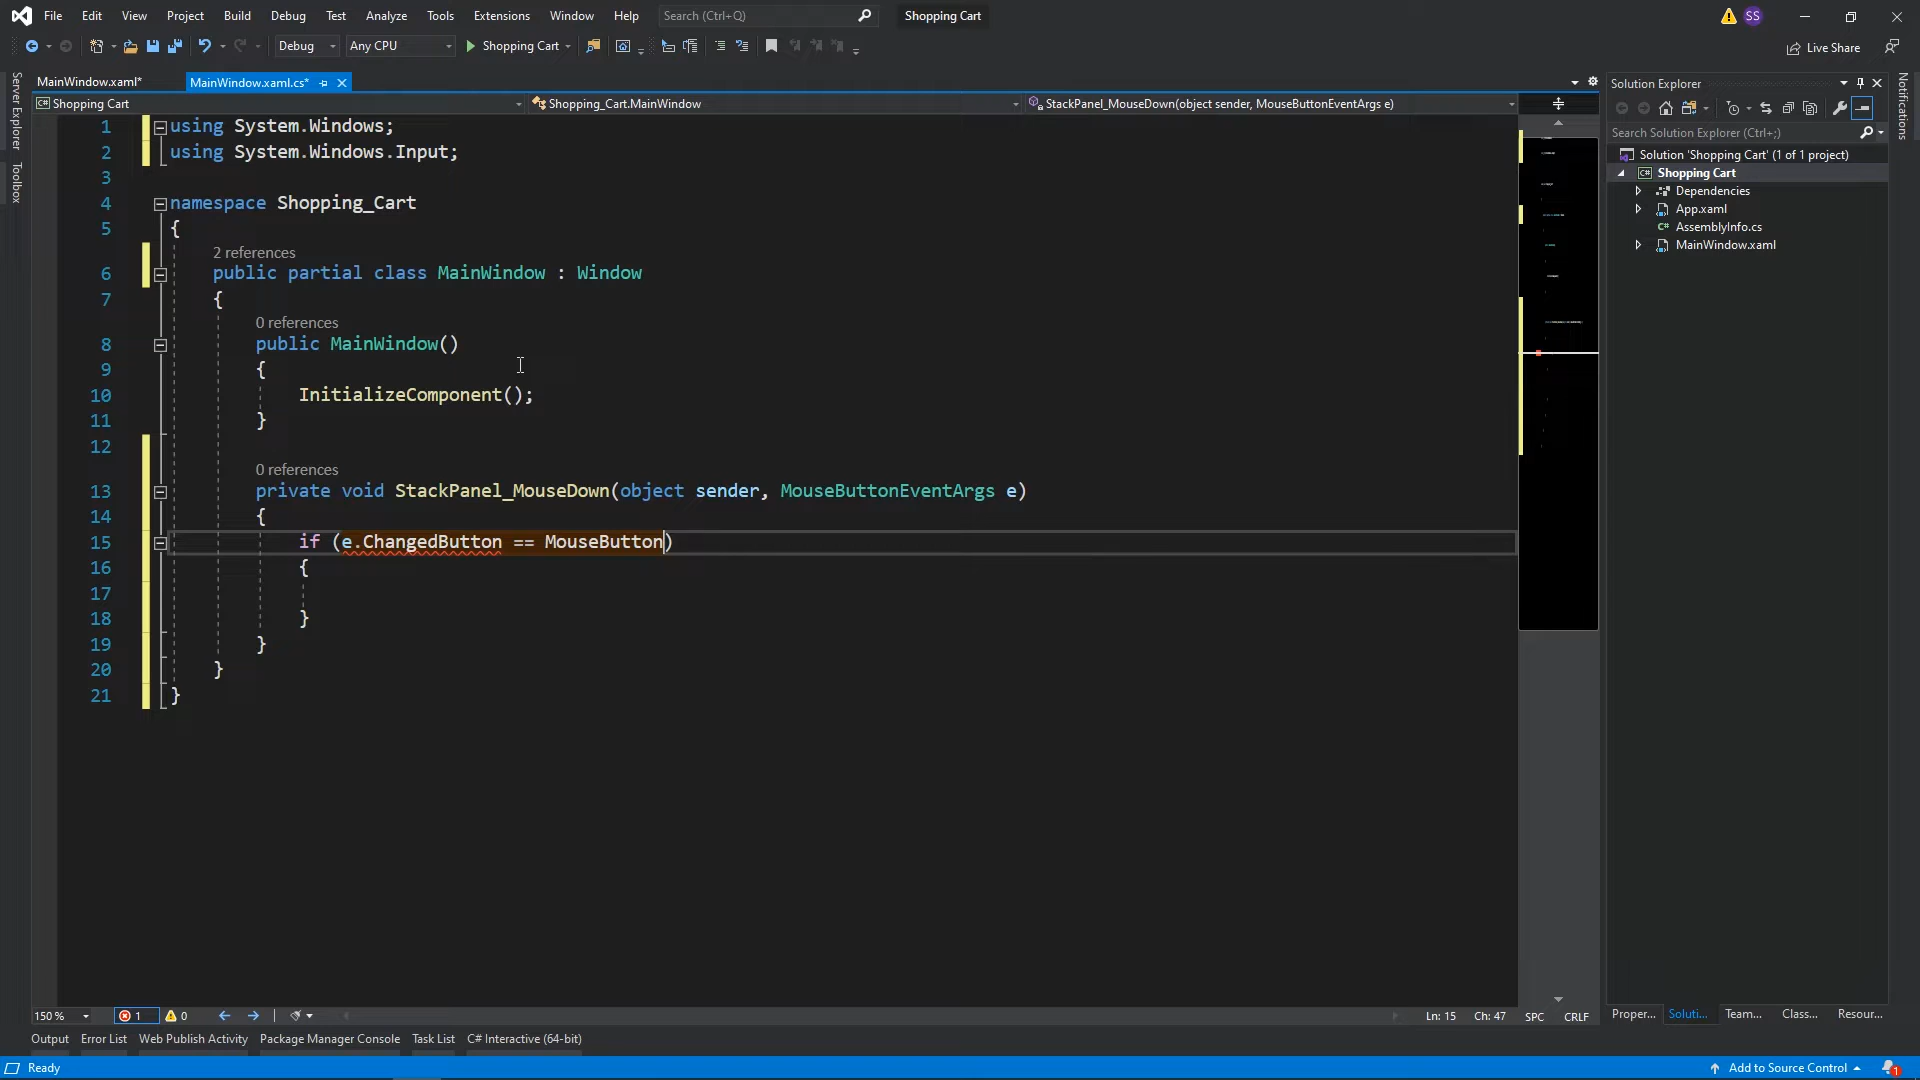 File Edit View Project Build Debug Test Analyze Tools Extensions Window Help Search (Ctrl+Q) Shopping Cart SS
Debug Any CPU Shopping Cart Live Share
MainWindow.xaml* MainWindow.xaml.cs*
Shopping Cart Shopping_Cart.MainWindow StackPanel_MouseDown(object sender, MouseButtonEventArgs e)
Server Explorer
Toolbox
1 using System.Windows;
2 using System.Windows.Input;
3
4 namespace Shopping_Cart
5 {
2 references
6 public partial class MainWindow : Window
7 {
0 references
8 public MainWindow()
9 {
10 InitializeComponent();
11 }
12
0 references
13 private void StackPanel_MouseDown(object sender, MouseButtonEventArgs e)
14 {
15 if (e.ChangedButton == MouseButton)
16 {
17
18 }
19 }
20 }
21 }
Solution Explorer
Search Solution Explorer (Ctrl+;)
Solution 'Shopping Cart' (1 of 1 project)
C# Shopping Cart
Dependencies
App.xaml
C# AssemblyInfo.cs
MainWindow.xaml
Notifications
150 % 1 0 Ln: 15 Ch: 47 SPC CRLF
Proper... Soluti... Team... Class... Resour...
Output Error List Web Publish Activity Package Manager Console Task List C# Interactive (64-bit)
Ready Add to Source Control 1